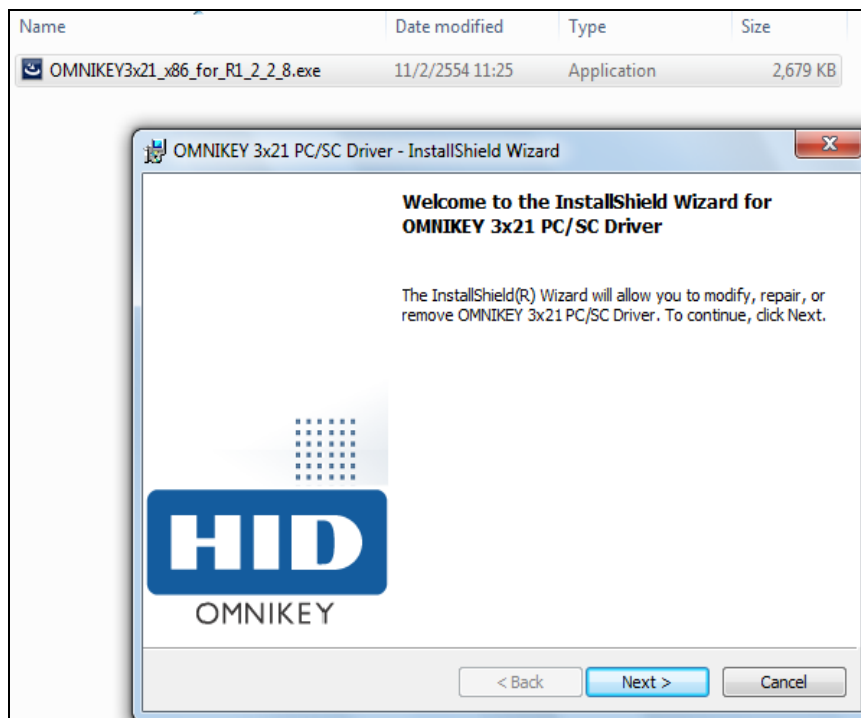 Name Date modified Type Size
OMNIKEY3x21_x86_for_R1_2_2_8.exe 11/2/2554 11:25 Application 2,679 KB
OMNIKEY 3x21 PC/SC Driver - InstallShield Wizard
Welcome to the InstallShield Wizard for
OMNIKEY 3x21 PC/SC Driver
The InstallShield(R) Wizard will allow you to modify, repair, or
remove OMNIKEY 3x21 PC/SC Driver. To continue, click Next.
HID
OMNIKEY
< Back Next > Cancel